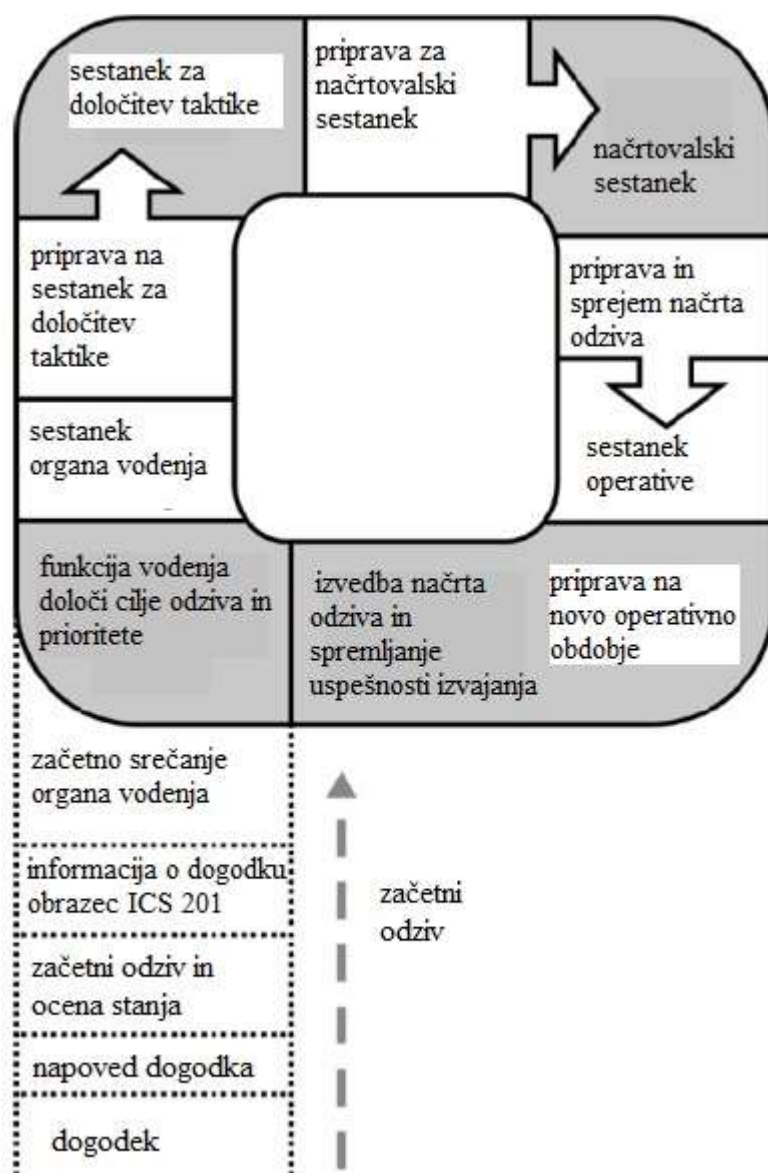 sestanek za
določitev taktike
priprava za
načrtovalski
sestanek
načrtovalski
sestanek
priprava na
sestanek za
določitev
taktike
priprava in
sprejem načrta
odziva
sestanek
organa vodenja
sestanek
operative
funkcija vodenja
določi cilje odziva in
prioritete
izvedba načrta
odziva in
spremljanje
uspešnosti izvajanja
priprava na
novo operativno
obdobje
začetno srečanje
organa vodenja
informacija o dogodku
obrazec ICS 201
začetni odziv in
ocena stanja
napoved dogodka
dogodek
začetni
odziv